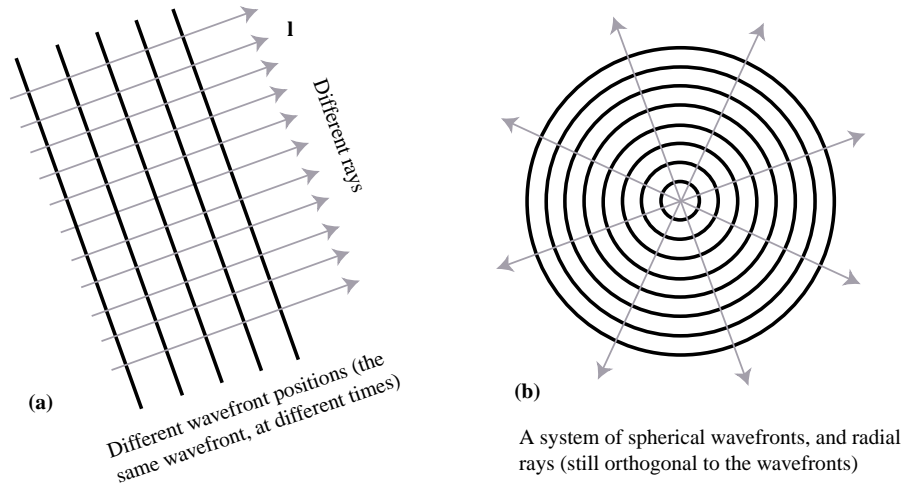 l
Different rays
(a)
Different wavefront positions (the
same wavefront, at different times)
(b)
A system of spherical wavefronts, and radial
rays (still orthogonal to the wavefronts)